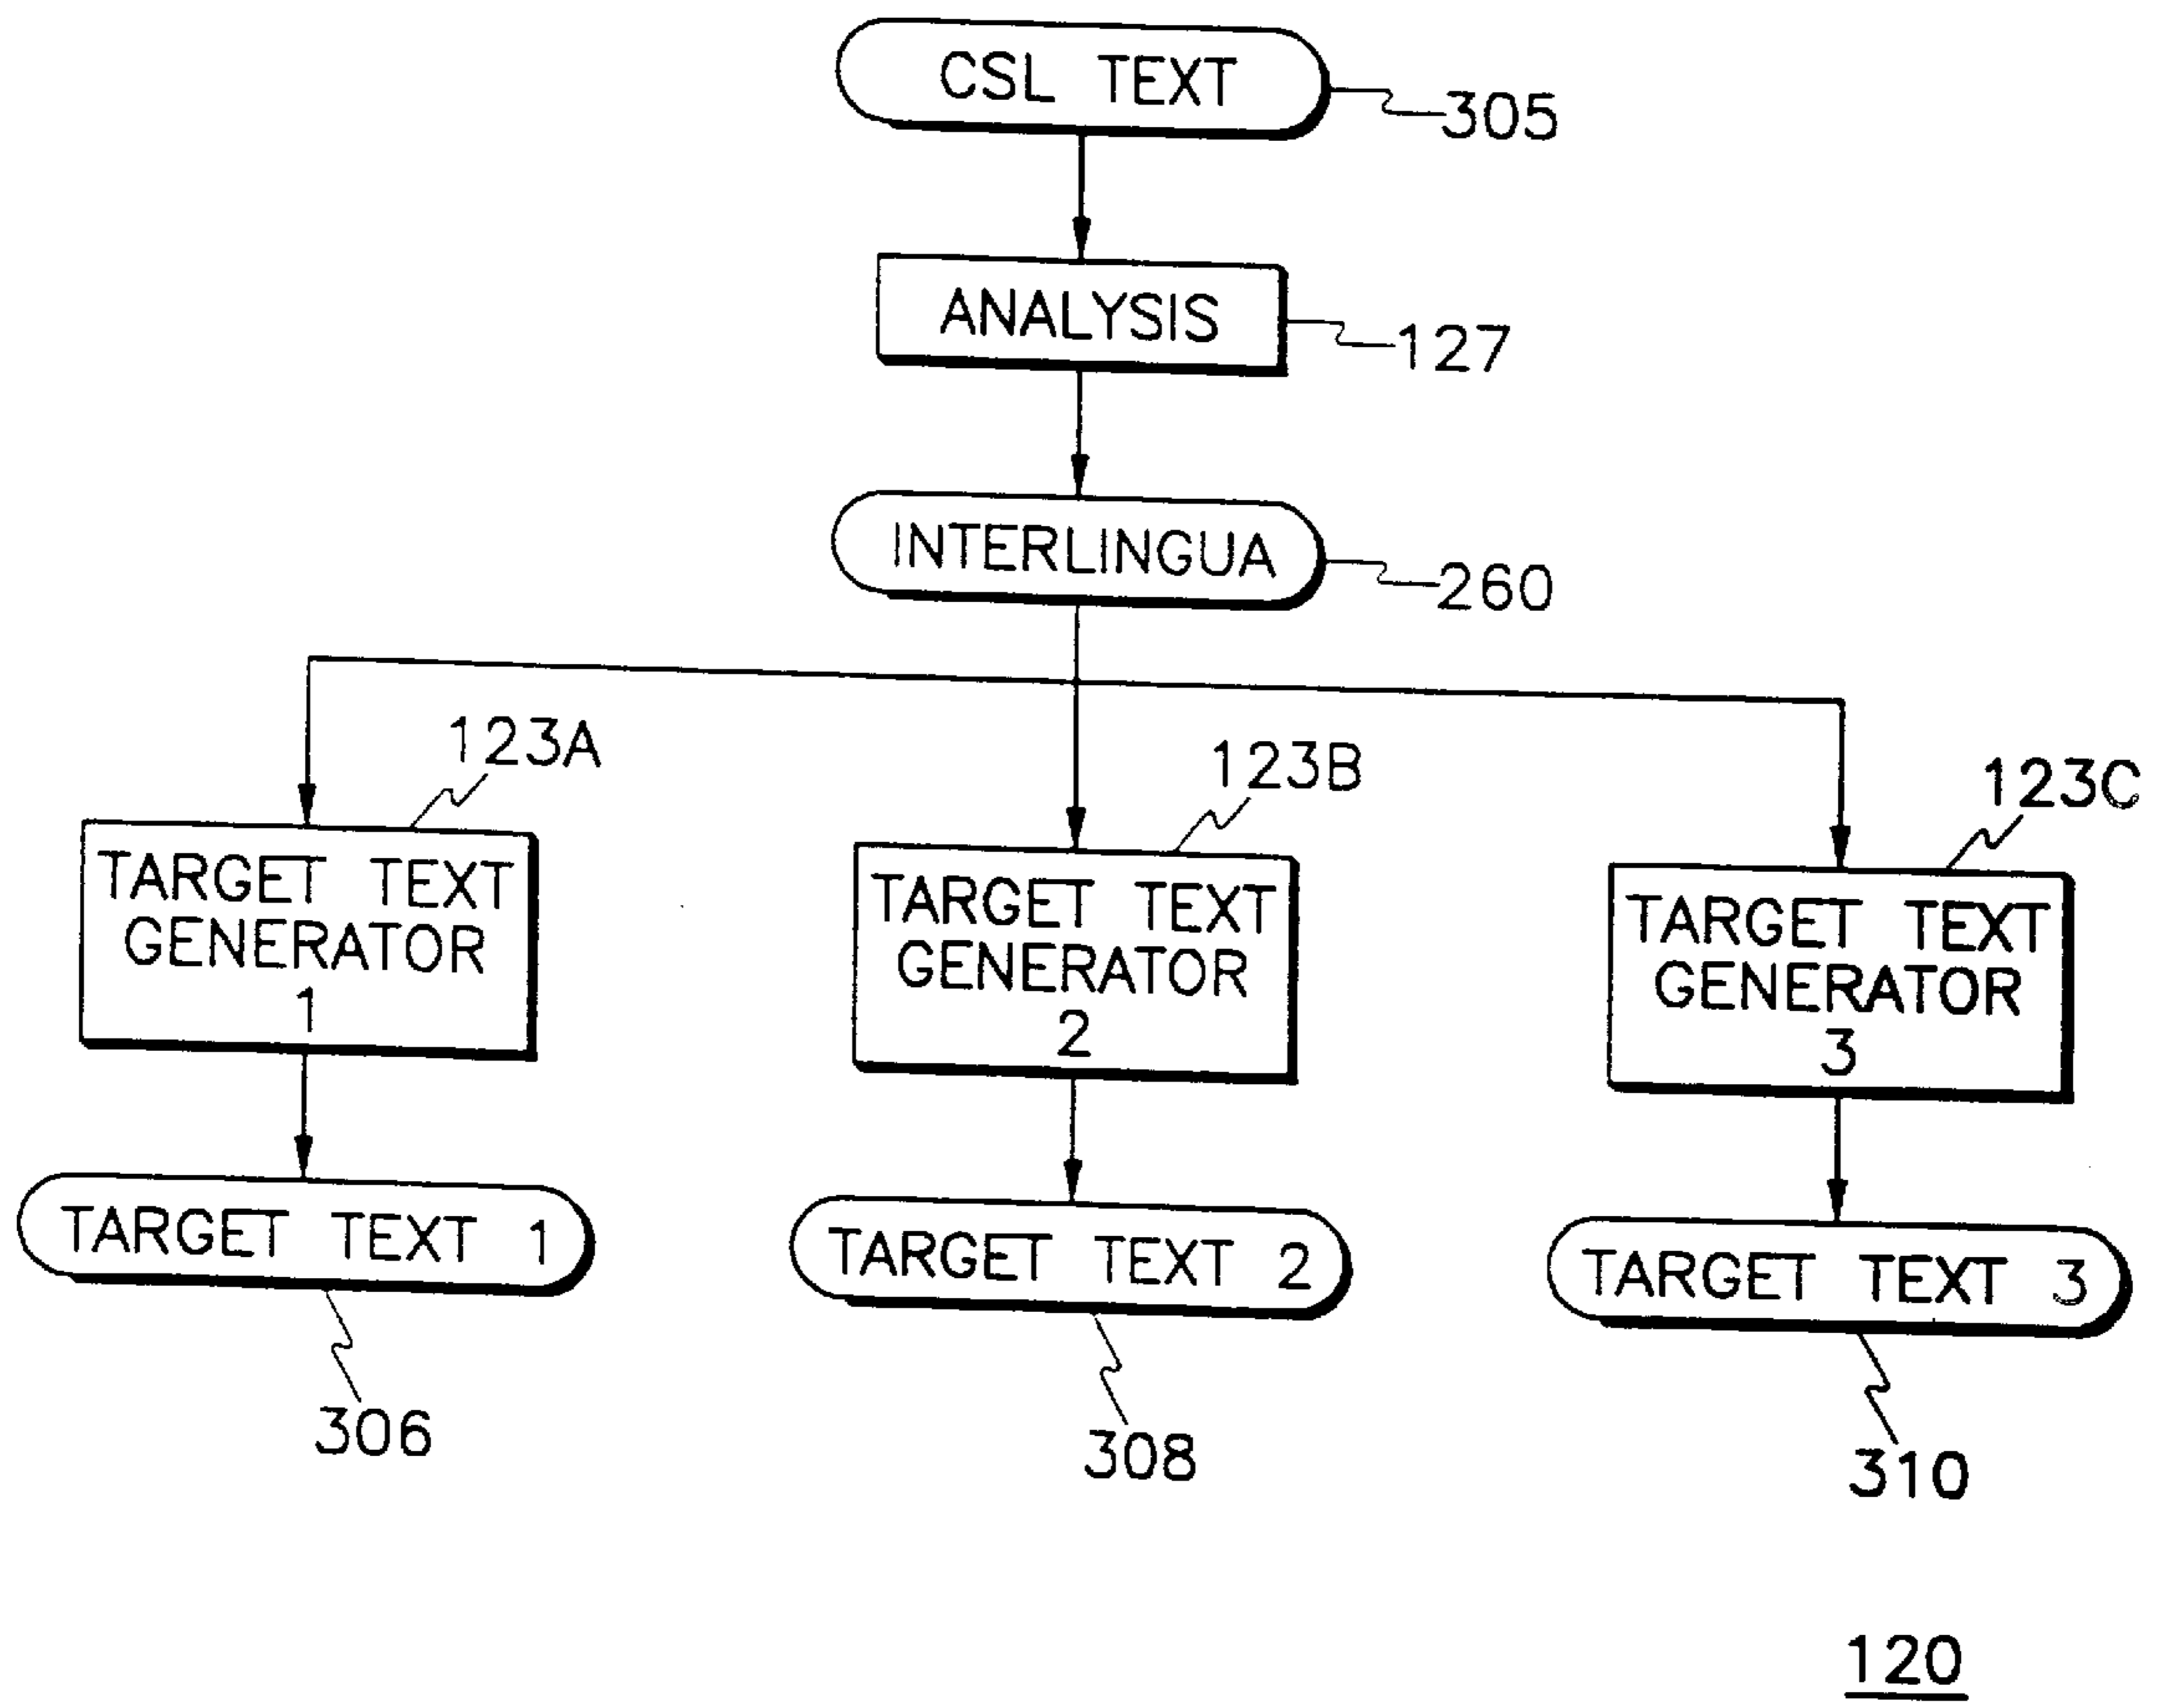 CSL TEXT
305
ANALYSIS
127
INTERLINGUA
260
123A
123B
123C
TARGET TEXT
GENERATOR
1
TARGET TEXT
GENERATOR
2
TARGET TEXT
GENERATOR
3
TARGET TEXT 1
TARGET TEXT 2
TARGET TEXT 3
306
308
310
120